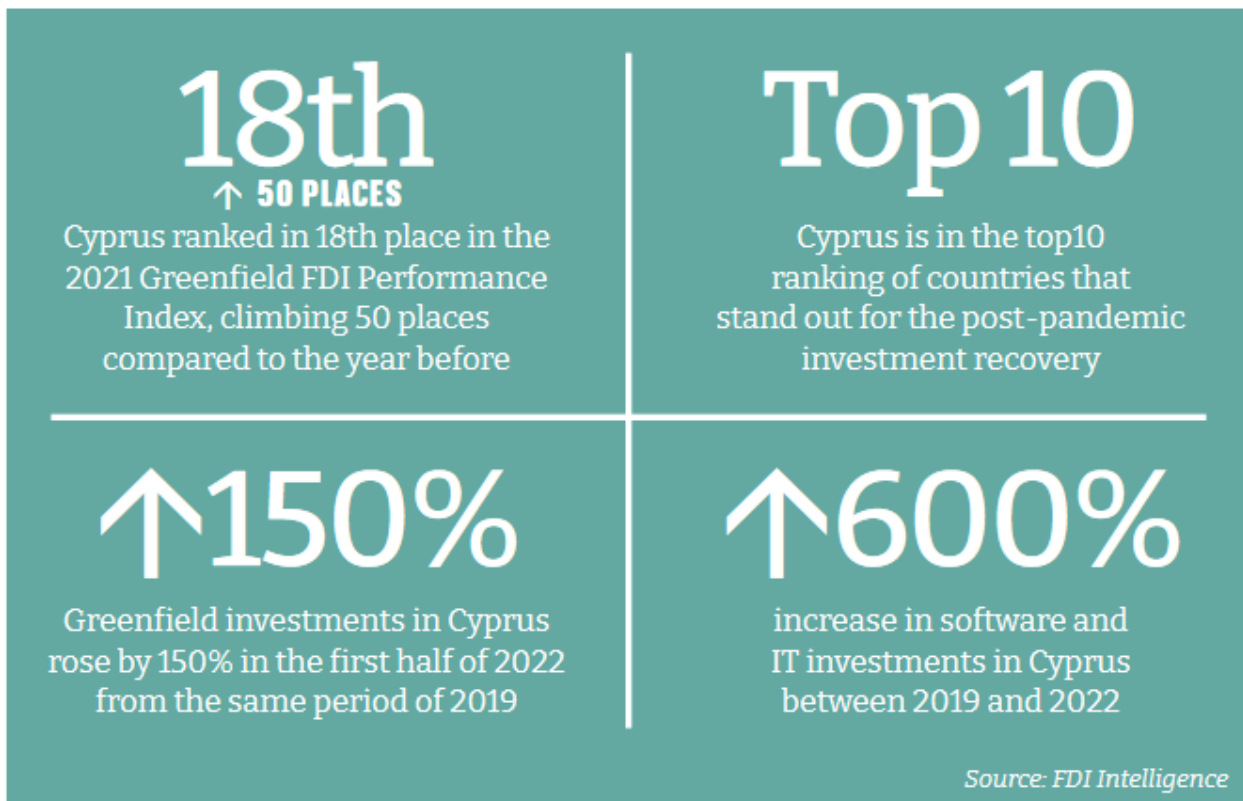 18th
↑ 50 PLACES
Cyprus ranked in 18th place in the
2021 Greenfield FDI Performance
Index, climbing 50 places
compared to the year before
Top 10
Cyprus is in the top10
ranking of countries that
stand out for the post-pandemic
investment recovery
↑150%
Greenfield investments in Cyprus
rose by 150% in the first half of 2022
from the same period of 2019
↑600%
increase in software and
IT investments in Cyprus
between 2019 and 2022
Source: FDI Intelligence